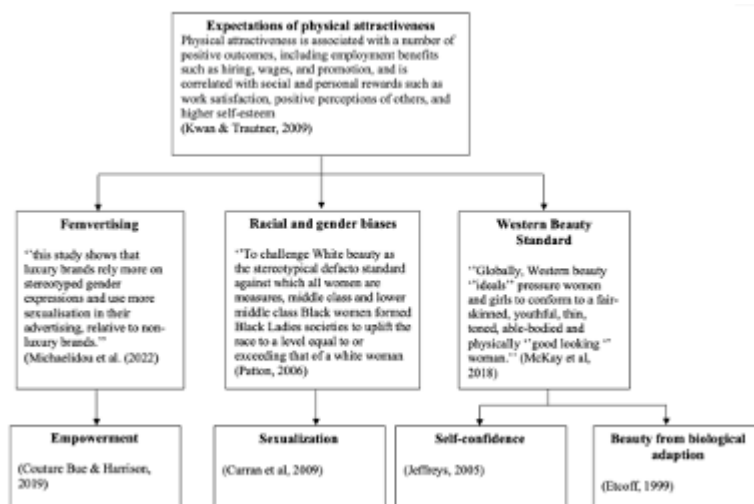 Expectations of physical attractiveness
Physical attractiveness is associated with a number of
positive outcomes, including employment benefits
such as hiring, wages, and promotion, and is
correlated with social and personal rewards such as
work satisfaction, positive perceptions of others, and
higher self-esteem
(Kwan & Trautner, 2009)
Femvertising
‘’this study shows that
luxury brands rely more on
stereotyped gender
expressions and use more
sexualisation in their
advertising, relative to non-
luxury brands.’’
(Michaelidou et al. (2022)
Racial and gender biases
‘’To challenge White beauty as
the stereotypical defacto standard
against which all women are
measures, middle class and lower
middle class Black women formed
Black Ladies societies to uplift the
race to a level equal to or
exceeding that of a white woman
(Patton, 2006)
Western Beauty
Standard
‘’Globally, Western beauty
‘’ideals’’ pressure women
and girls to conform to a fair-
skinned, youthful, thin,
toned, able-bodied and
physically ‘’good looking ‘’
woman.’’ (McKay et al,
2018)
Empowerment
(Couture Bue & Harrison,
2019)
Sexualization
(Curran et al, 2009)
Self-confidence
(Jeffreys, 2005)
Beauty from biological
adaption
(Etcoff, 1999)